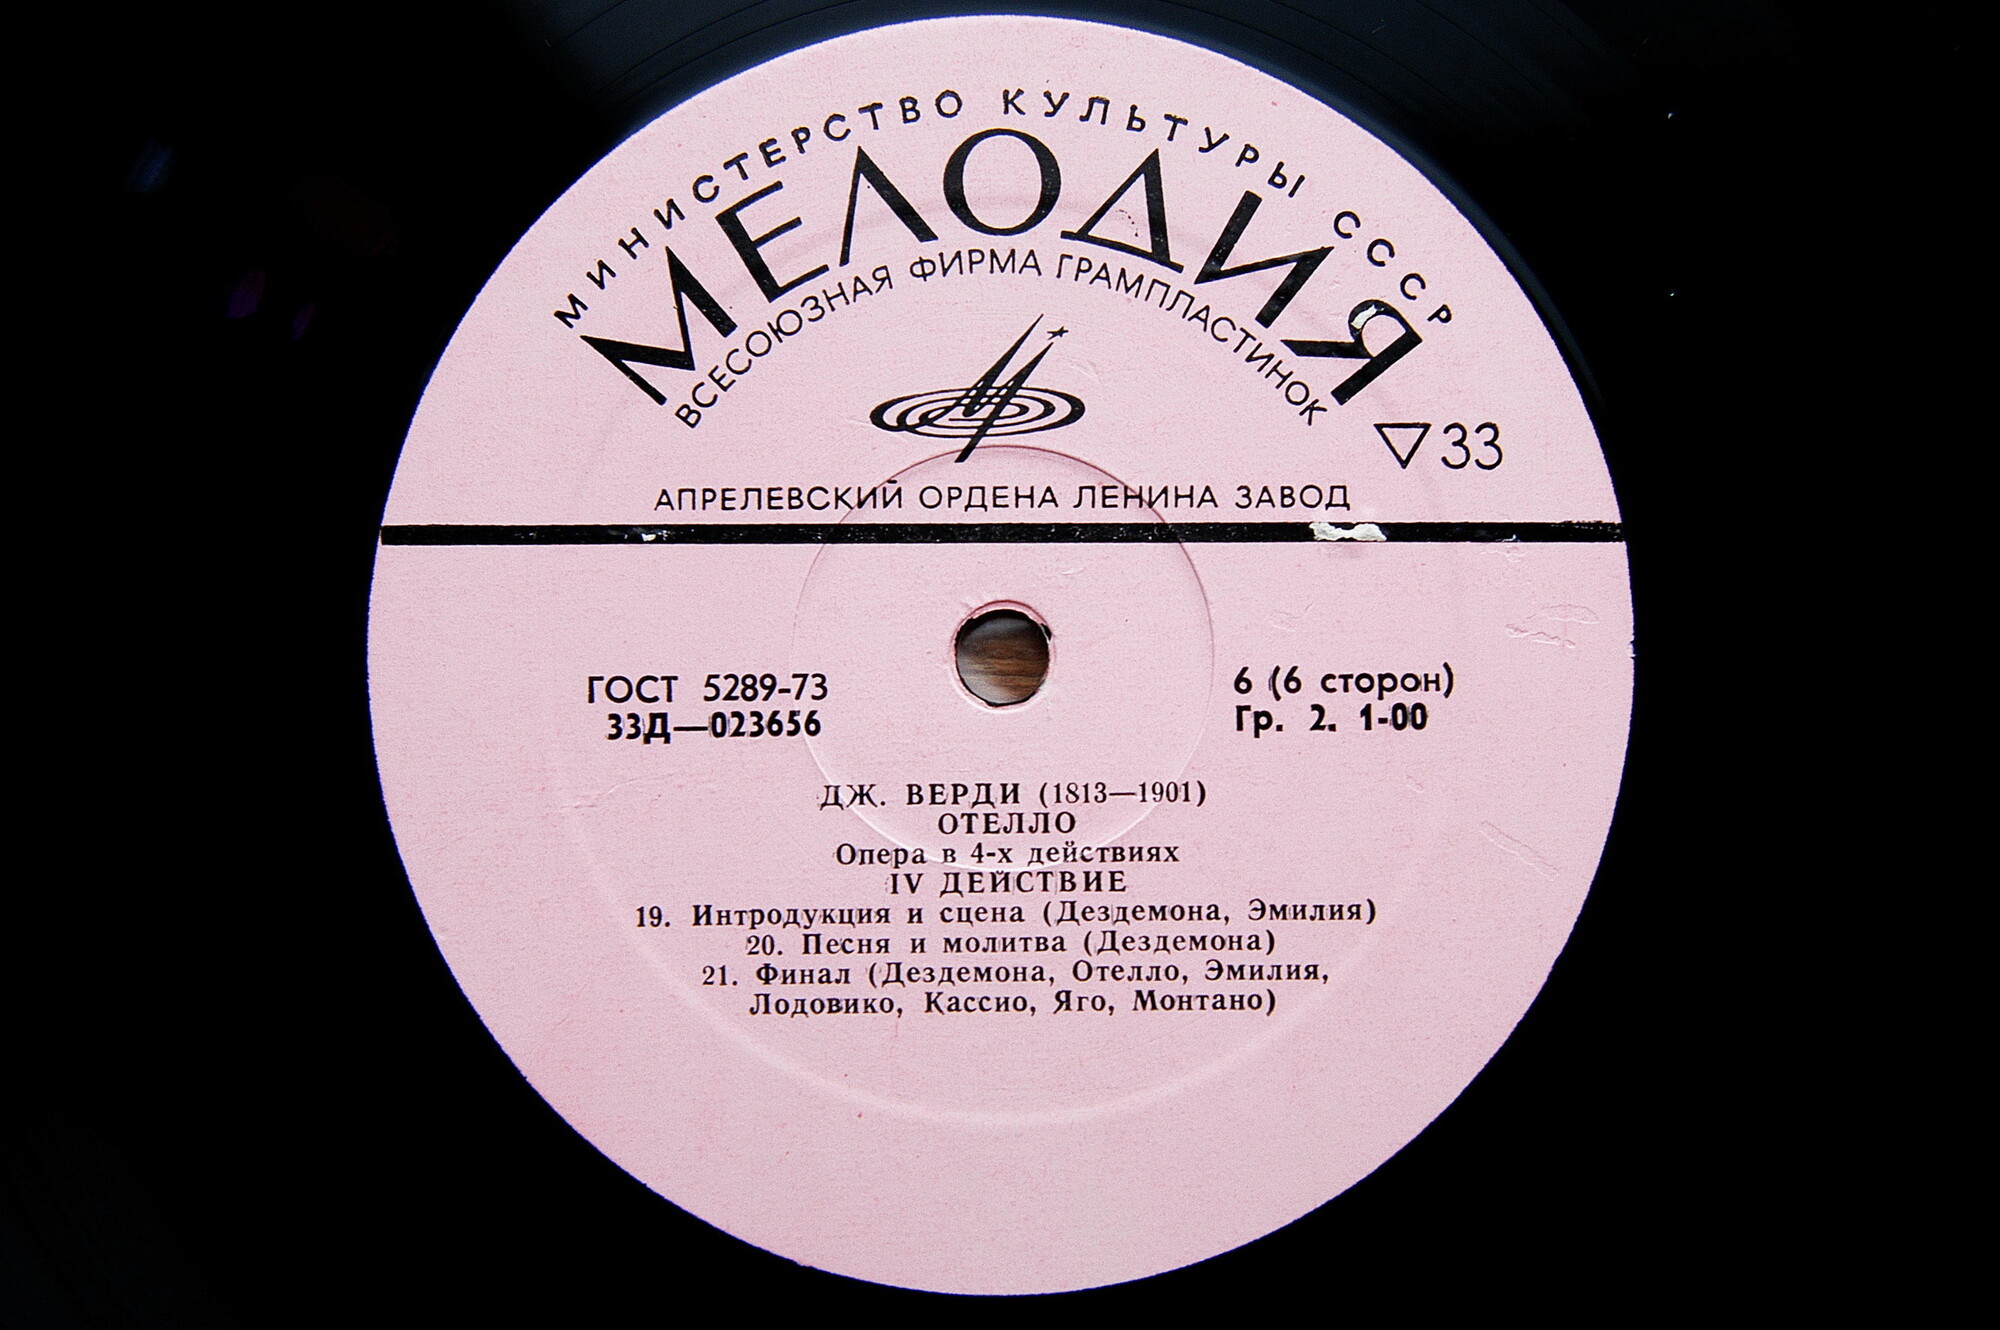 МИНИСТЕРСТВО КУЛЬТУРЫ СССР
МЕЛОДИЯ
ВСЕСОЮЗНАЯ ФИРМА ГРАМПЛАСТИНОК
▽33
АПРЕЛЕВСКИЙ ОРДЕНА ЛЕНИНА ЗАВОД
ГОСТ 5289-73
33Д—023656
6 (6 сторон)
Гр. 2. 1-00
ДЖ. ВЕРДИ (1813—1901)
ОТЕЛЛО
Опера в 4-х действиях
IV ДЕЙСТВИЕ
19. Интродукция и сцена (Дездемона, Эмилия)
20. Песня и молитва (Дездемона)
21. Финал (Дездемона, Отелло, Эмилия,
Лодовико, Кассио, Яго, Монтано)